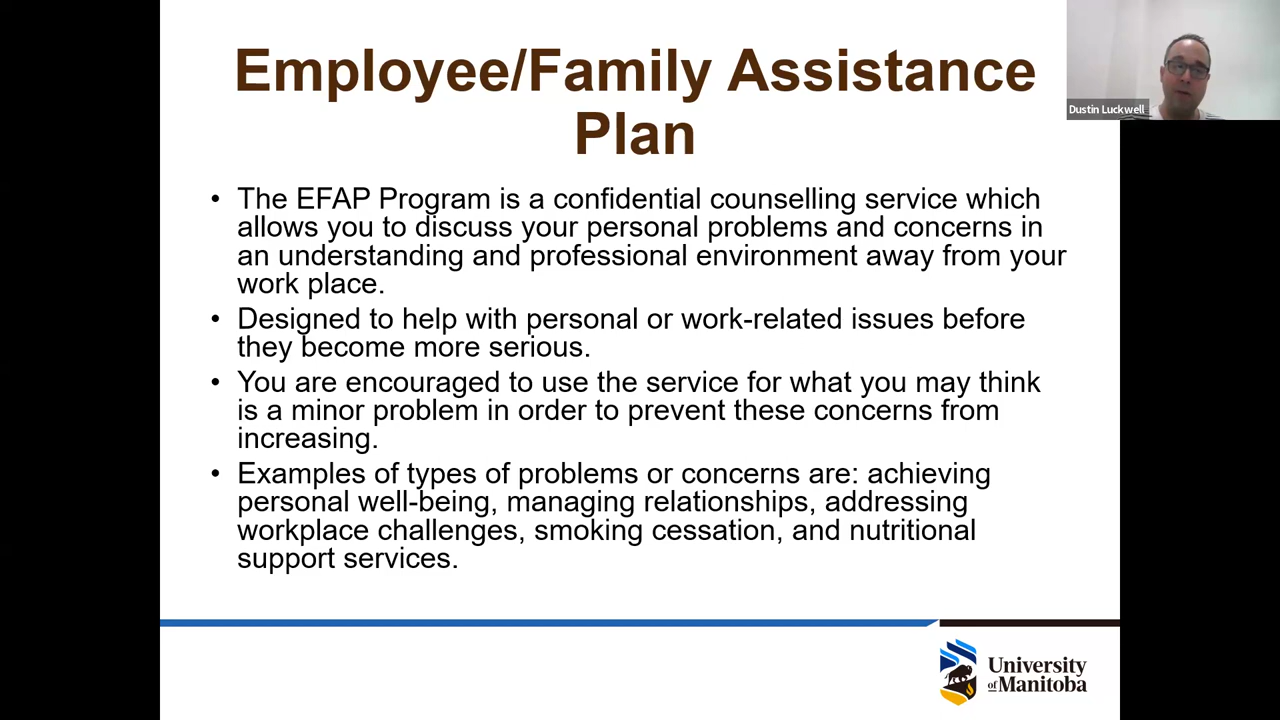 Employee/Family Assistance
Plan
Dustin Luckwell
• The EFAP Program is a confidential counselling service which
allows you to discuss your personal problems and concerns in
an understanding and professional environment away from your
work place.
• Designed to help with personal or work-related issues before
they become more serious.
• You are encouraged to use the service for what you may think
is a minor problem in order to prevent these concerns from
increasing.
• Examples of types of problems or concerns are: achieving
personal well-being, managing relationships, addressing
workplace challenges, smoking cessation, and nutritional
support services.
University
of Manitoba